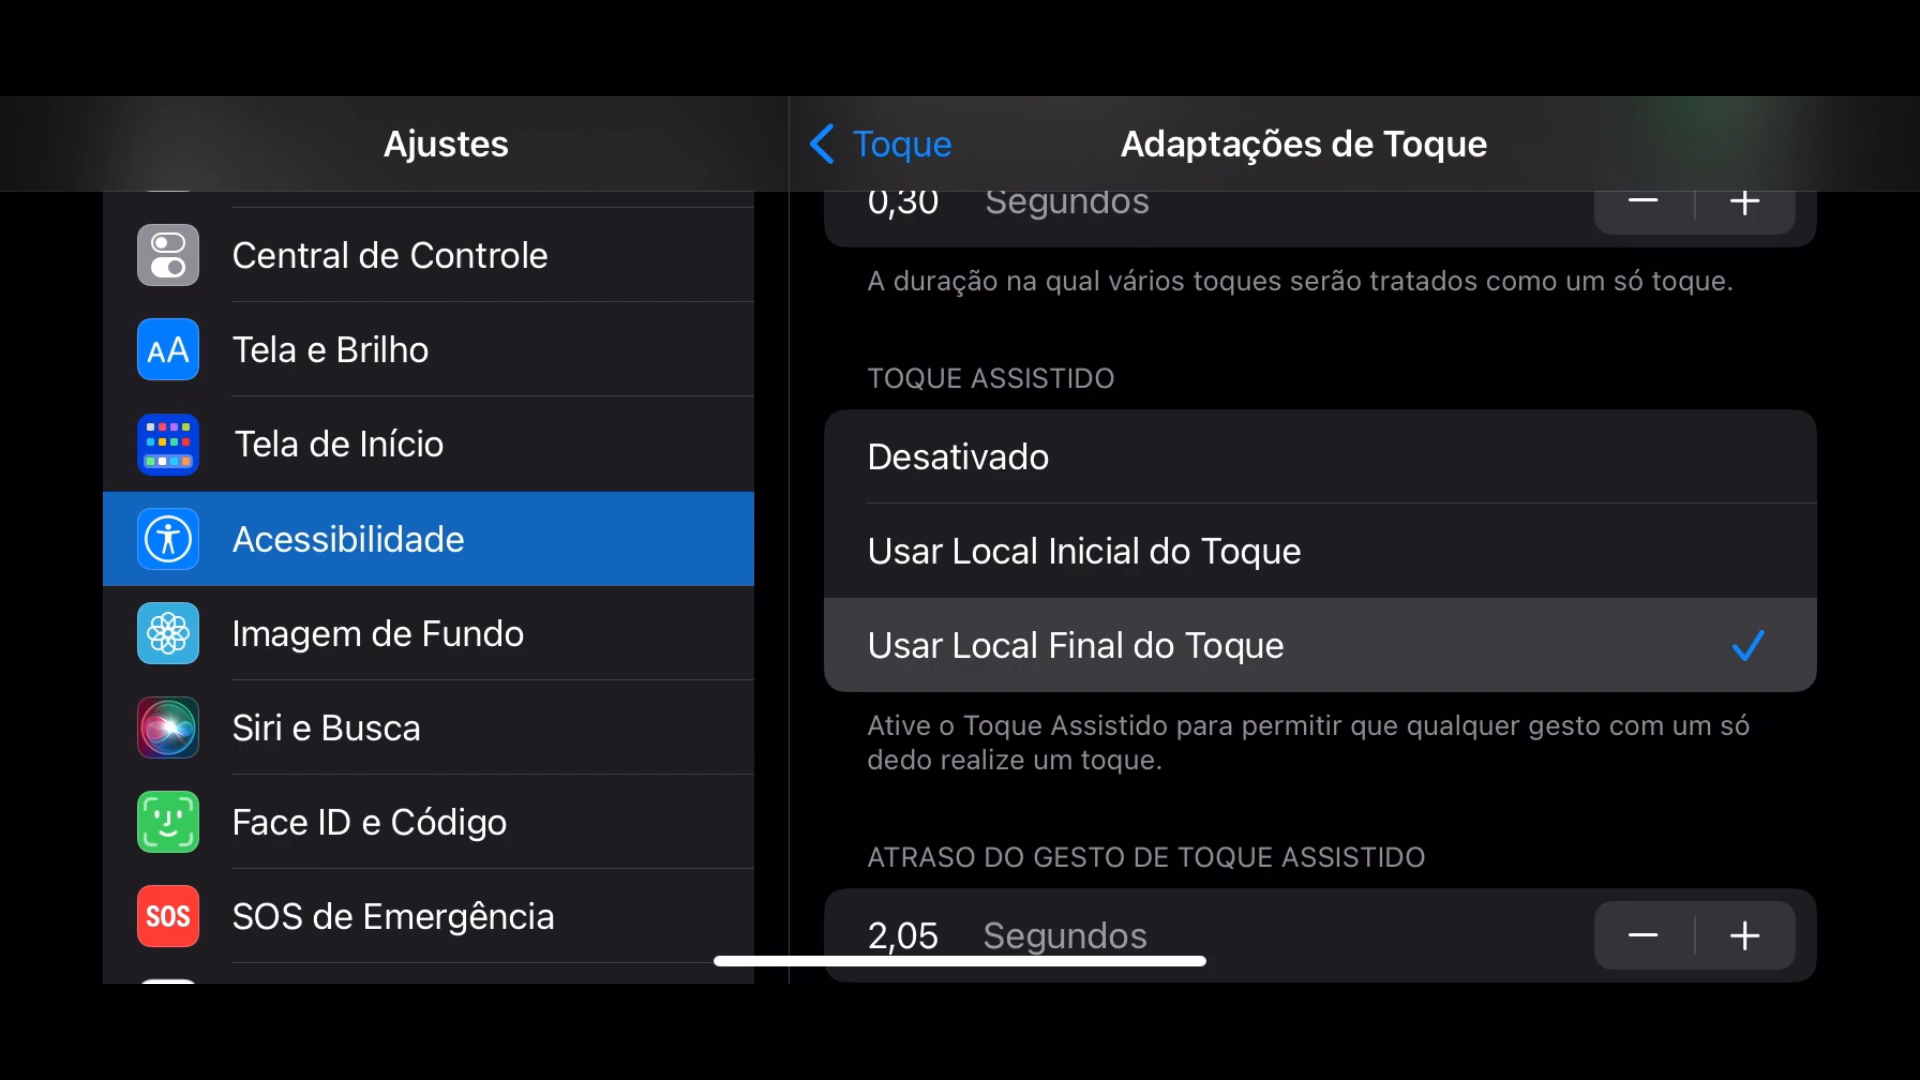 Ajustes
Central de Controle
AA Tela e Brilho
Tela de Início
Acessibilidade
Imagem de Fundo
Siri e Busca
Face ID e Código
SOS SOS de Emergência
Toque
Adaptações de Toque
0,30 Segundos − +
A duração na qual vários toques serão tratados como um só toque.
TOQUE ASSISTIDO
Desativado
Usar Local Inicial do Toque
Usar Local Final do Toque
Ative o Toque Assistido para permitir que qualquer gesto com um só
dedo realize um toque.
ATRASO DO GESTO DE TOQUE ASSISTIDO
2,05 Segundos − +